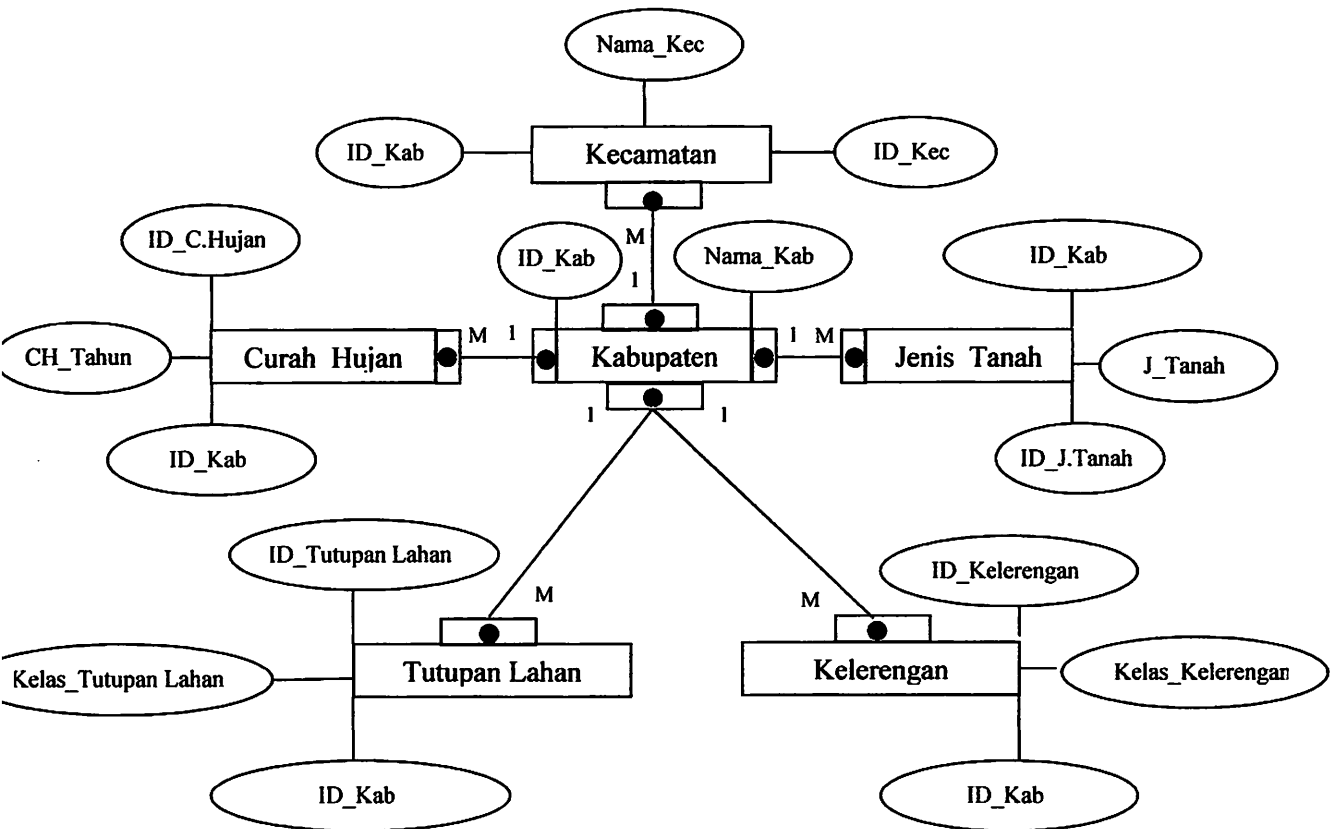 Nama_Kec
ID_Kab
Kecamatan
ID_Kec
ID_C.Hujan
ID_Kab
M
Nama_Kab
ID_Kab
1
CH_Tahun
Curah Hujan
M
1
Kabupaten
1
M
Jenis Tanah
J_Tanah
1
1
ID_Kab
ID_J.Tanah
ID_Tutupan Lahan
ID_Kelerengan
M
M
Kelas_Tutupan Lahan
Tutupan Lahan
Kelerengan
Kelas_Kelerengan
ID_Kab
ID_Kab